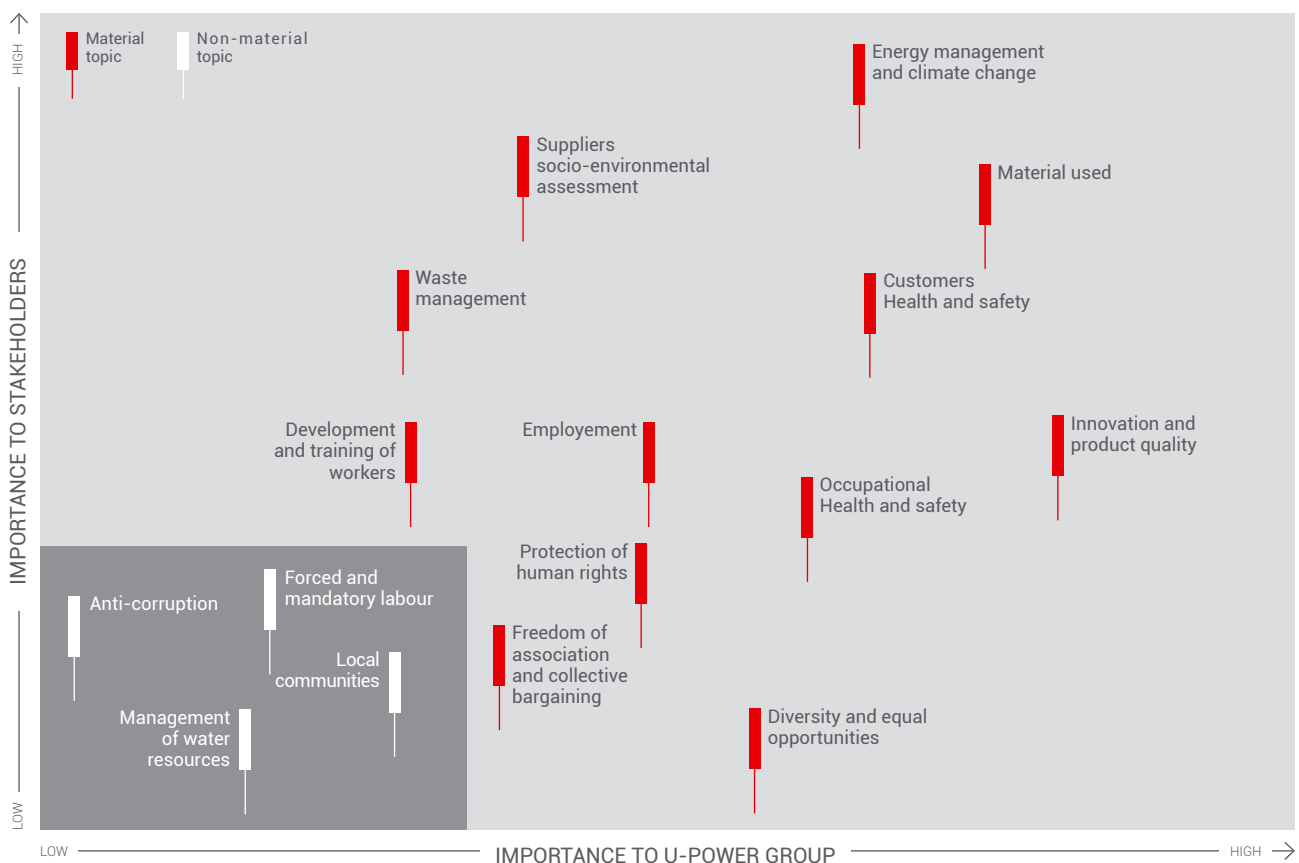 HIGH
Material
topic
Non-material
topic
Energy management
and climate change
Suppliers
socio-environmental
assessment
Material used
Waste
management
Customers
Health and safety
IMPORTANCE TO STAKEHOLDERS
Development
and training of
workers
Employement
Innovation and
product quality
Occupational
Health and safety
Protection of
human rights
Forced and
mandatory labour
Anti-corruption
Freedom of
association
and collective
bargaining
Local
communities
Management
of water
resources
Diversity and equal
opportunities
LOW
LOW
IMPORTANCE TO U-POWER GROUP
HIGH